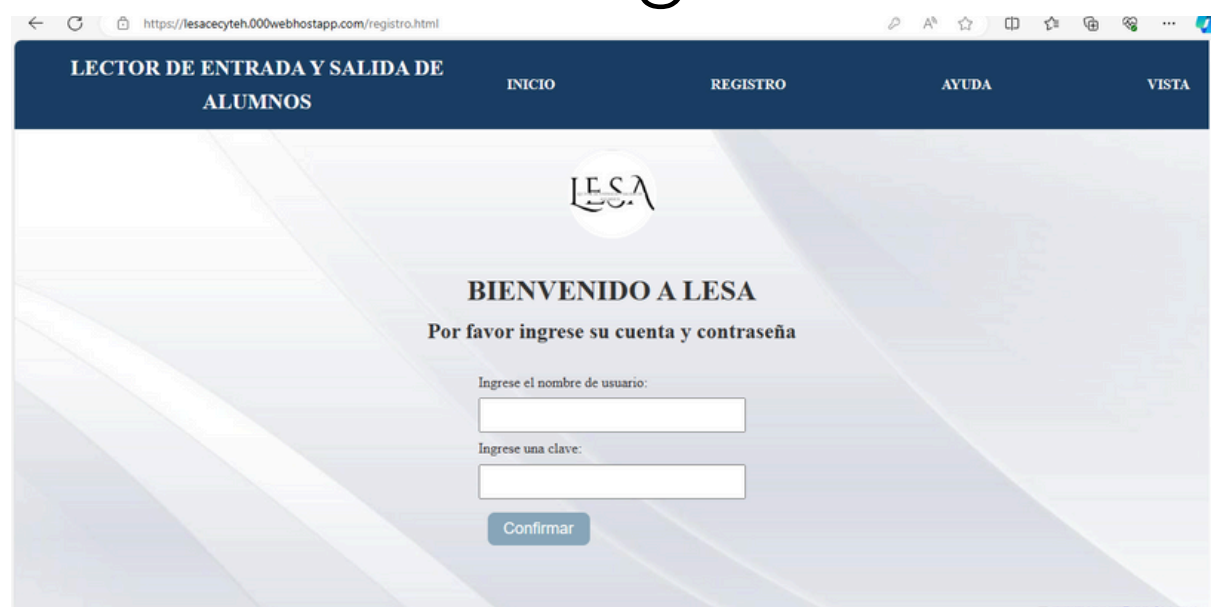 https://lesacecyteh.000webhostapp.com/registro.html
LECTOR DE ENTRADA Y SALIDA DE
ALUMNOS
INICIO
REGISTRO
AYUDA
VISTA
LESA
BIENVENIDO A LESA
Por favor ingrese su cuenta y contraseña
Ingrese el nombre de usuario:
Ingrese una clave:
Confirmar